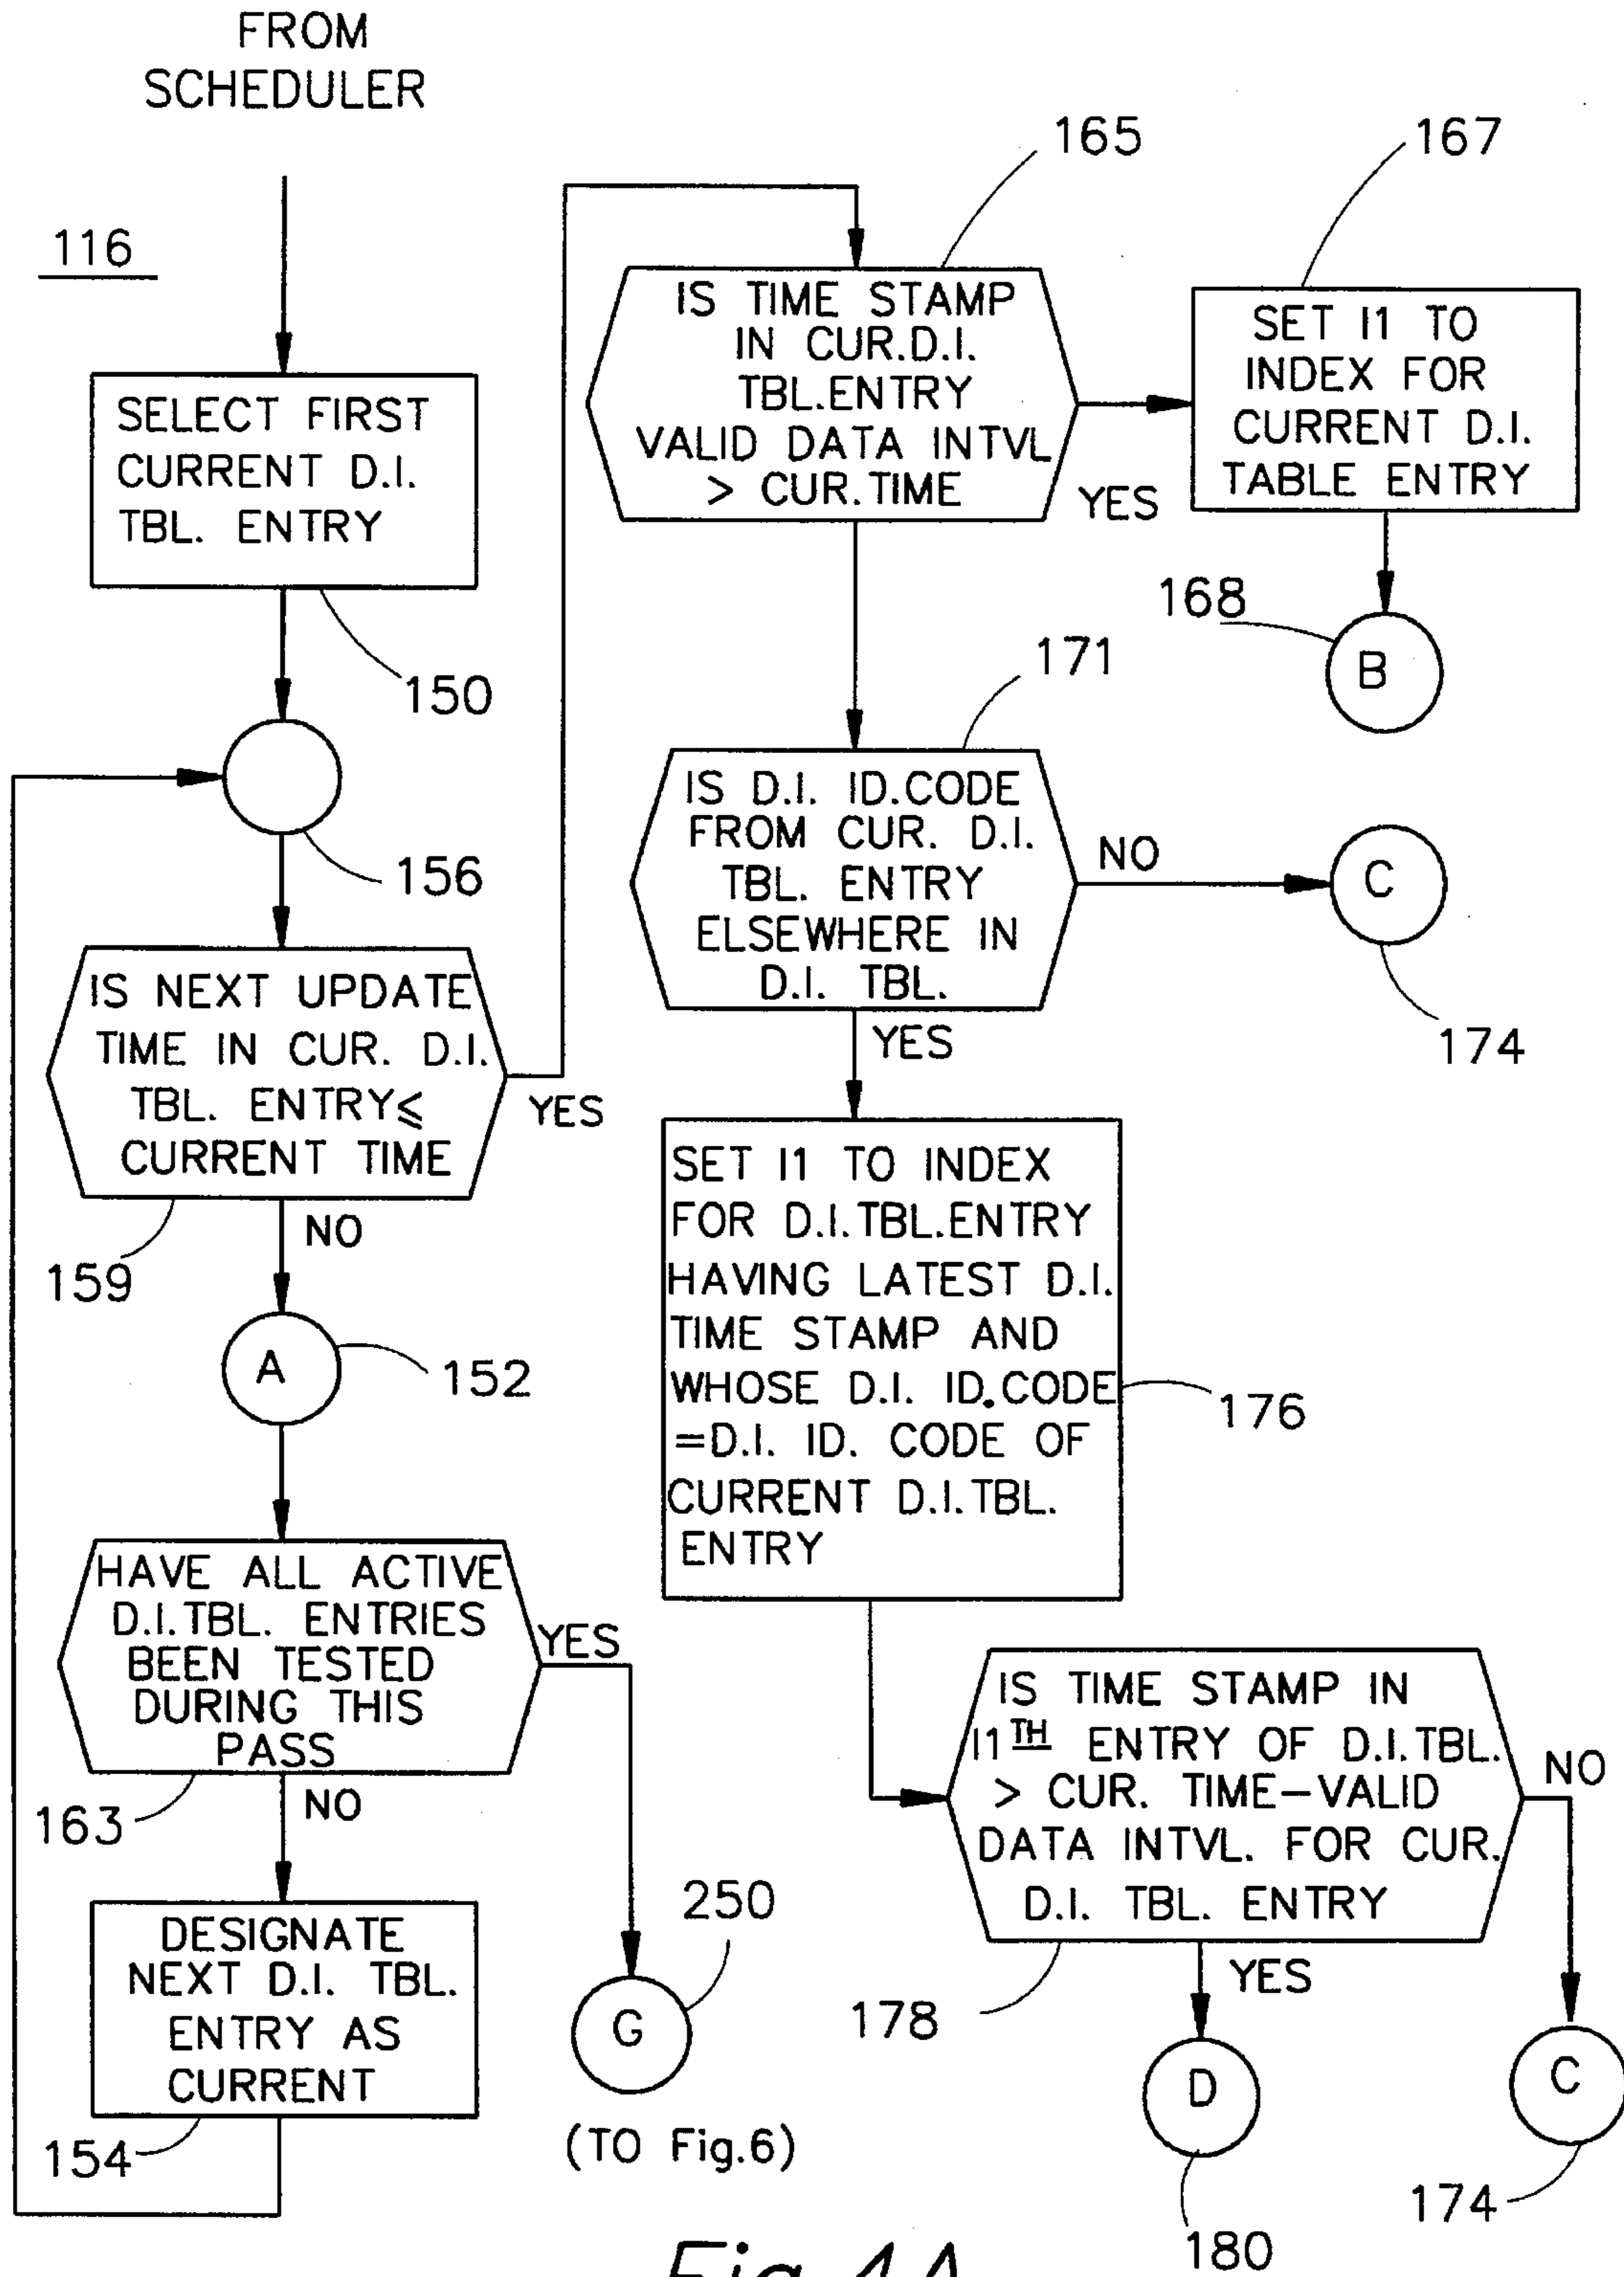 FROM
SCHEDULER
116
SELECT FIRST
CURRENT D.I.
TBL. ENTRY
150
156
IS NEXT UPDATE
TIME IN CUR. D.I.
TBL. ENTRY≤
CURRENT TIME
YES
NO
159
A
152
HAVE ALL ACTIVE
D.I.TBL. ENTRIES
BEEN TESTED
DURING THIS
PASS
YES
NO
163
DESIGNATE
NEXT D.I. TBL.
ENTRY AS
CURRENT
154
250
G
(TO Fig.6)
165
IS TIME STAMP
IN CUR.D.I.
TBL.ENTRY
VALID DATA INTVL
> CUR.TIME
YES
167
SET I1 TO
INDEX FOR
CURRENT D.I.
TABLE ENTRY
168
B
171
IS D.I. ID.CODE
FROM CUR. D.I.
TBL. ENTRY
ELSEWHERE IN
D.I. TBL.
NO
C
174
YES
SET I1 TO INDEX
FOR D.I.TBL.ENTRY
HAVING LATEST D.I.
TIME STAMP AND
WHOSE D.I. ID.CODE
=D.I. ID. CODE OF
CURRENT D.I.TBL.
ENTRY
176
IS TIME STAMP IN
I1TH ENTRY OF D.I.TBL.
> CUR. TIME–VALID
DATA INTVL. FOR CUR.
D.I. TBL. ENTRY
NO
YES
178
D
180
C
174
Fig.4A